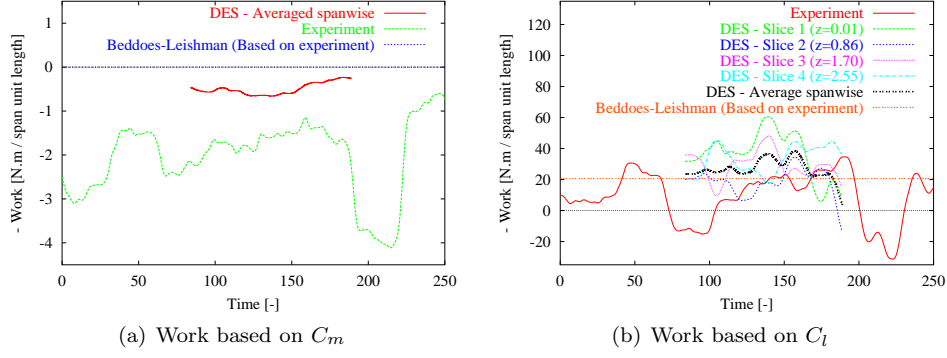 DES - Averaged spanwise
Experiment
Beddoes-Leishman (Based on experiment)
- Work [N.m / span unit length]
1
0
-1
-2
-3
-4
0 50 100 150 200 250
Time [-]
(a) Work based on Cm
Experiment
DES - Slice 1 (z=0.01)
DES - Slice 2 (z=0.86)
DES - Slice 3 (z=1.70)
DES - Slice 4 (z=2.55)
DES - Average spanwise
Beddoes-Leishman (Based on experiment)
- Work [N.m / span unit length]
120
100
80
60
40
20
0
-20
0 50 100 150 200 250
Time [-]
(b) Work based on Cl